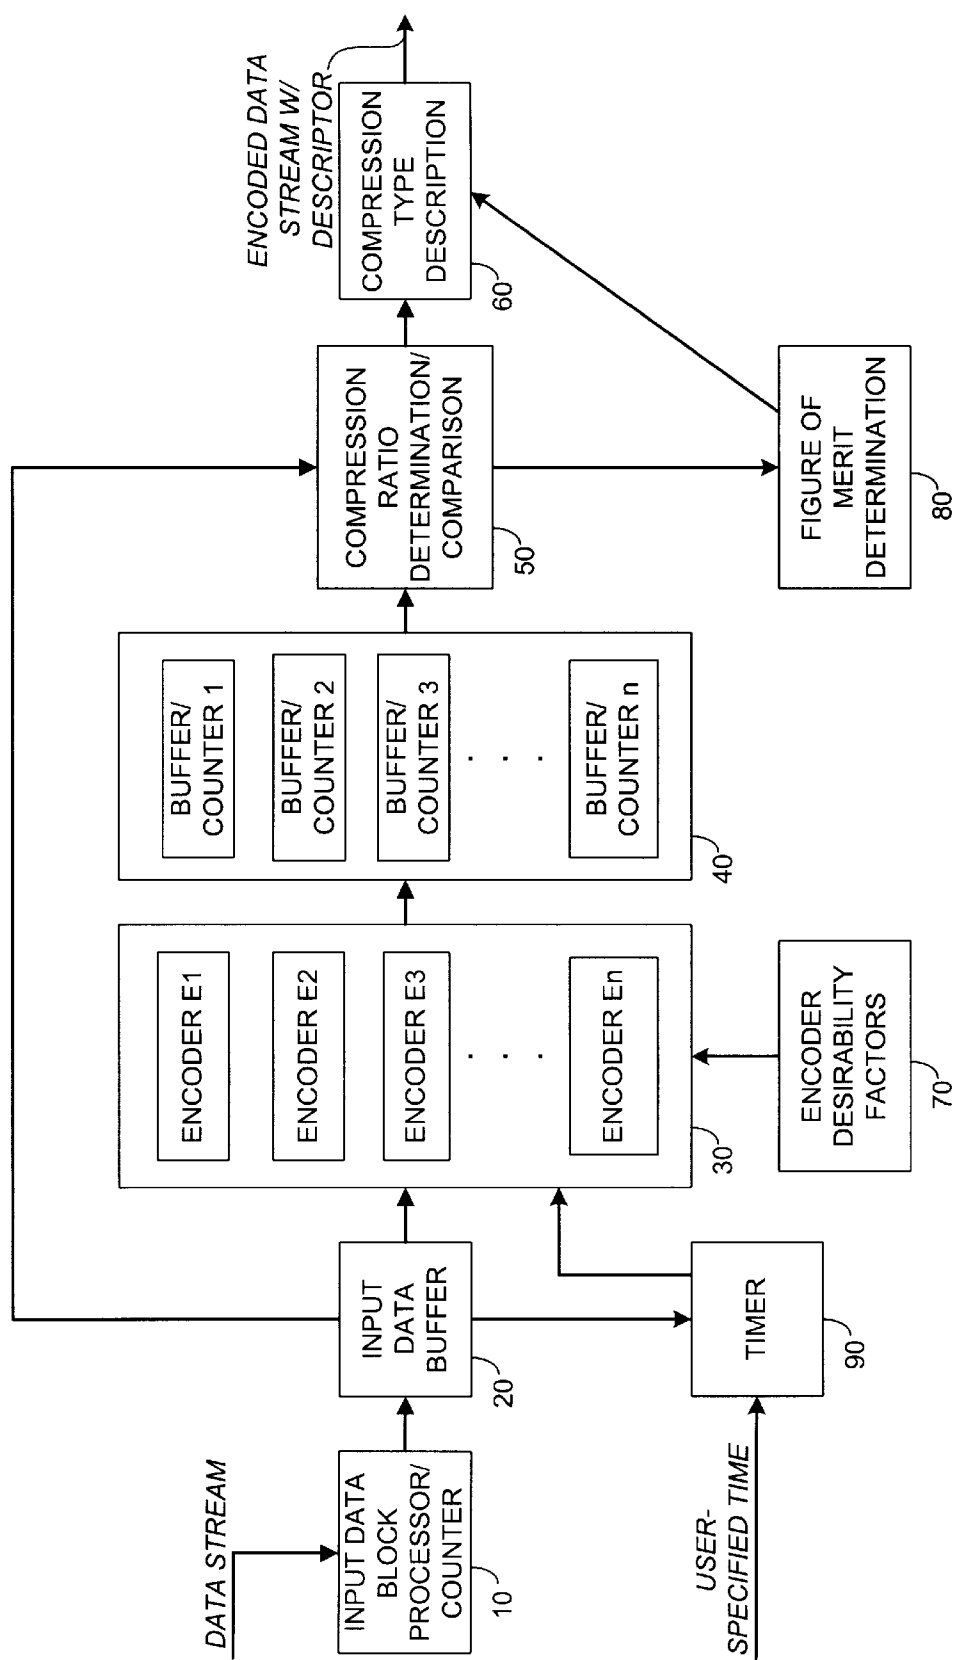 DATA STREAM
INPUT DATA
BLOCK
PROCESSOR/
COUNTER
10
INPUT
DATA
BUFFER
20
ENCODER E1
ENCODER E2
ENCODER E3
. . .
ENCODER En
30
BUFFER/
COUNTER 1
BUFFER/
COUNTER 2
BUFFER/
COUNTER 3
. . .
BUFFER/
COUNTER n
40
COMPRESSION
RATIO
DETERMINATION/
COMPARISON
50
COMPRESSION
TYPE
DESCRIPTION
60
ENCODED DATA
STREAM W/
DESCRIPTOR
USER-
SPECIFIED TIME
TIMER
90
ENCODER
DESIRABILITY
FACTORS
70
FIGURE OF
MERIT
DETERMINATION
80